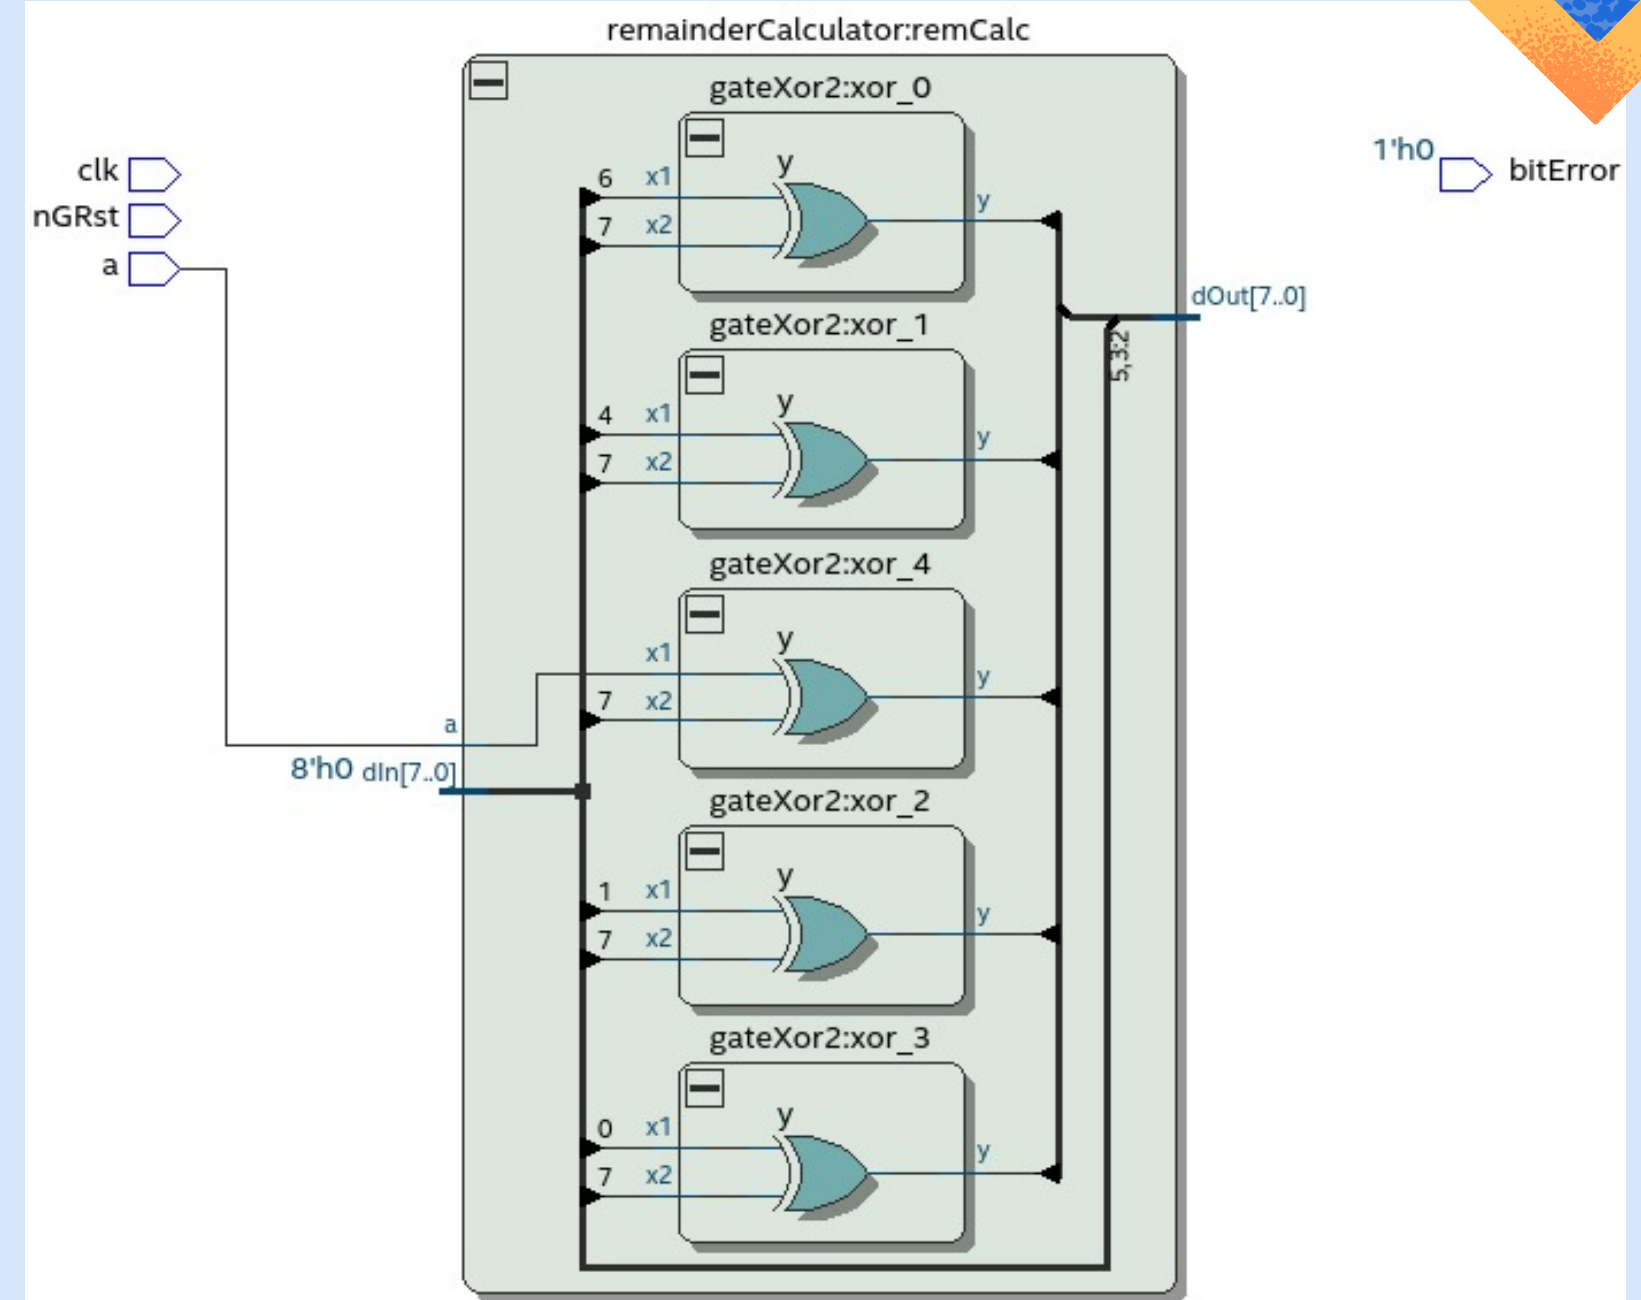 remainderCalculator:remCalc
gateXor2:xor_0
clk
nGRst
a
6 x1 y
7 x2 y
1'h0 bitError
dOut[7..0]
5,3:2
gateXor2:xor_1
4 x1 y
7 x2 y
gateXor2:xor_4
x1 y
7 x2 y
a
8'h0 dIn[7..0]
gateXor2:xor_2
1 x1 y
7 x2 y
gateXor2:xor_3
0 x1 y
7 x2 y